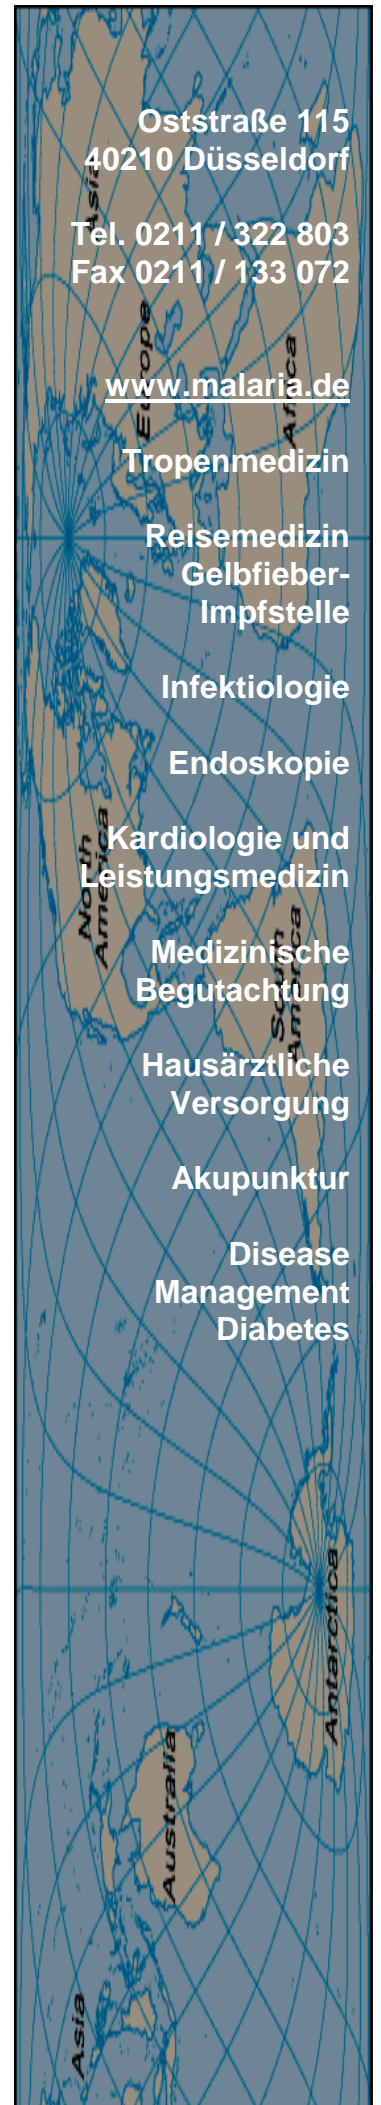 Oststraße 115
40210 Düsseldorf
Tel. 0211 / 322 803
Fax 0211 / 133 072
www.malaria.de
Tropenmedizin
Reisemedizin
Gelbfieber-
Impfstelle
Infektiologie
Endoskopie
Kardiologie und
Leistungsmedizin
Medizinische
Begutachtung
Hausärztliche
Versorgung
Akupunktur
Disease
Management
Diabetes
Asia
Europe
Africa
North
America
South
America
Antarctica
Australia
Asia